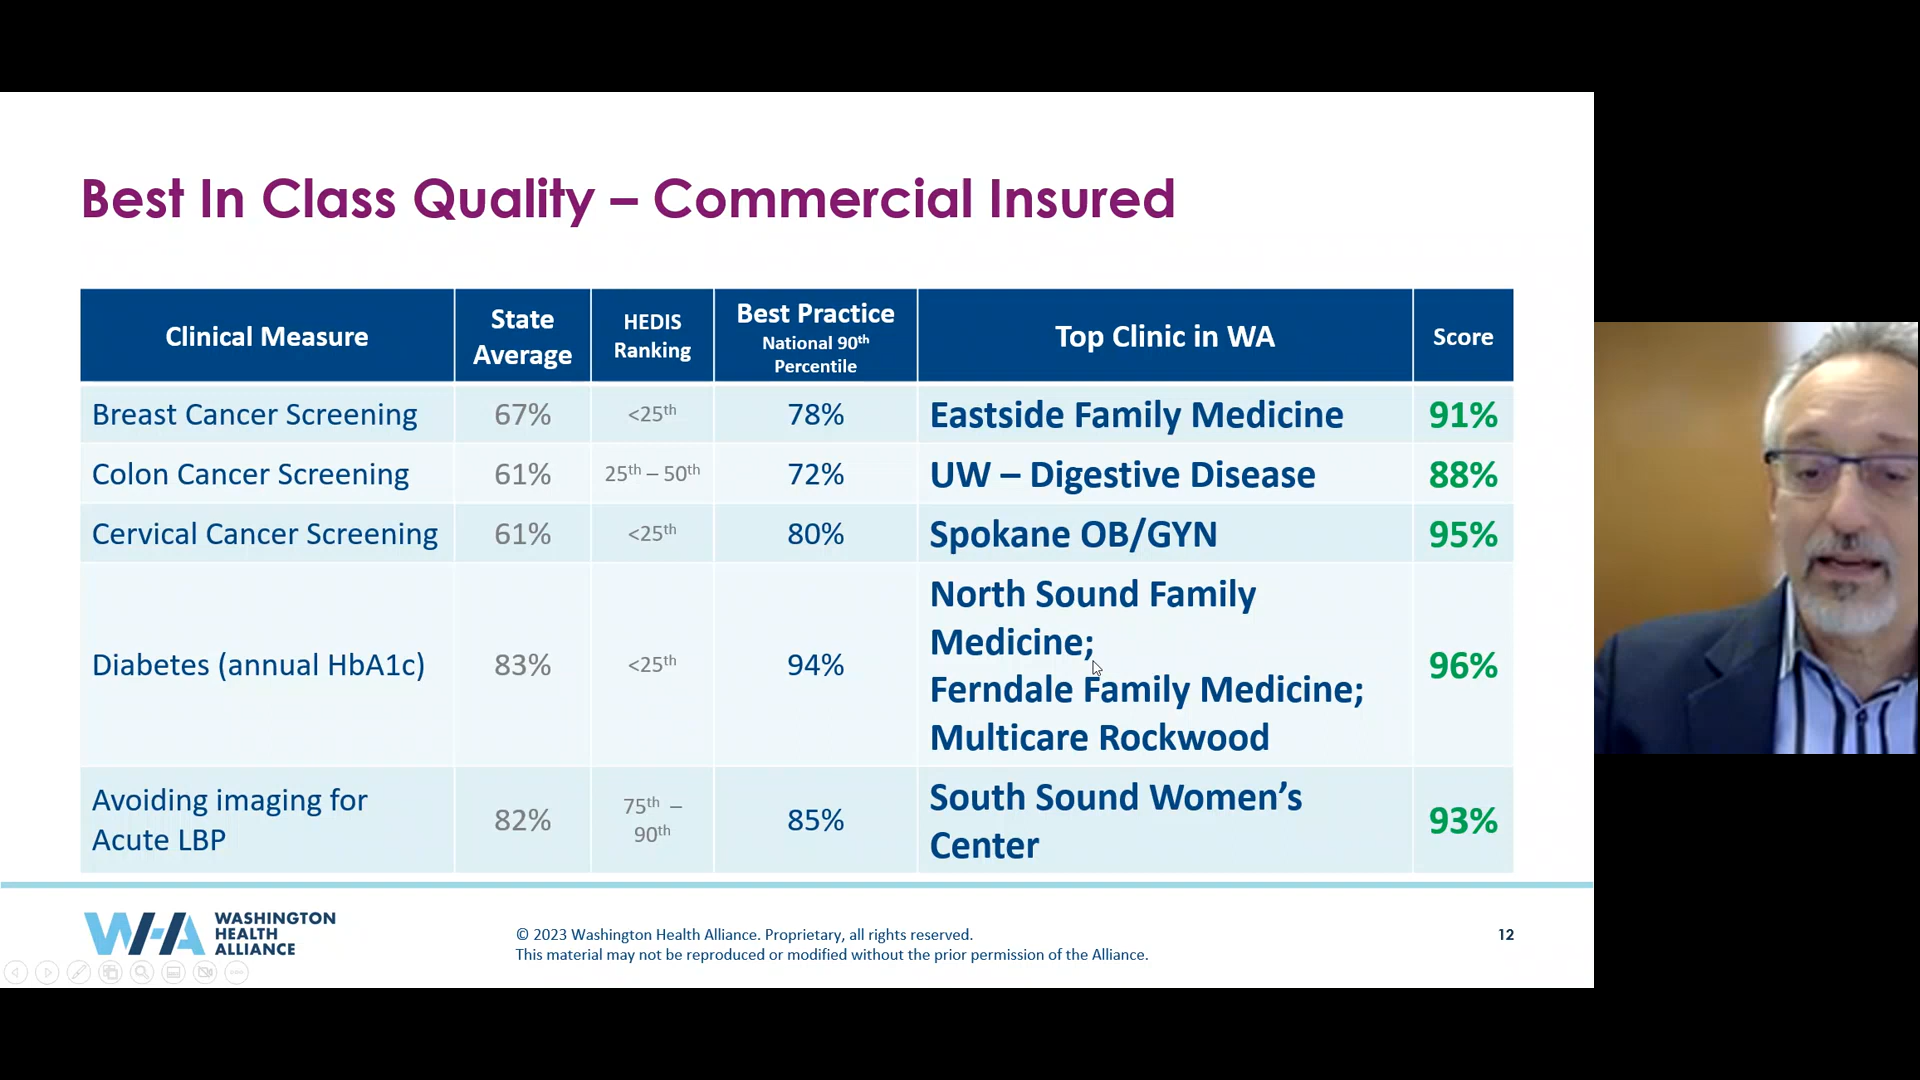 Best In Class Quality – Commercial Insured
Clinical Measure
State
Average
HEDIS
Ranking
Best Practice
National 90th
Percentile
Top Clinic in WA
Score
Breast Cancer Screening
67%
<25th
78%
Eastside Family Medicine
91%
Colon Cancer Screening
61%
25th – 50th
72%
UW – Digestive Disease
88%
Cervical Cancer Screening
61%
<25th
80%
Spokane OB/GYN
95%
Diabetes (annual HbA1c)
83%
<25th
94%
North Sound Family
Medicine;
Ferndale Family Medicine;
Multicare Rockwood
96%
Avoiding imaging for
Acute LBP
82%
75th –
90th
85%
South Sound Women’s
Center
93%
WHA
WASHINGTON
HEALTH
ALLIANCE
© 2023 Washington Health Alliance. Proprietary, all rights reserved.
This material may not be reproduced or modified without the prior permission of the Alliance.
12